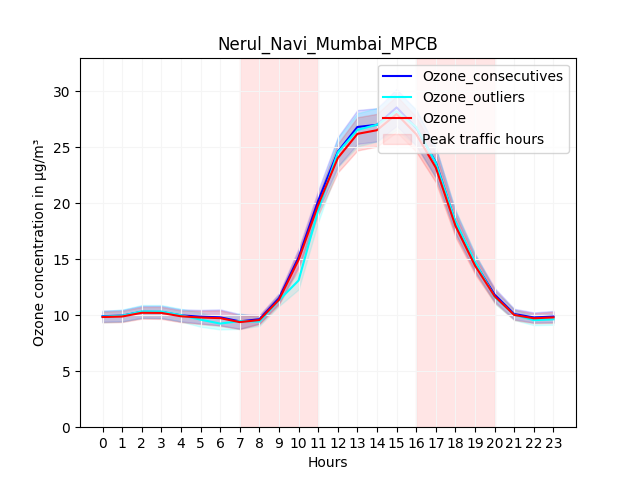 Nerul_Navi_Mumbai_MPCB
Ozone_consecutives
Ozone_outliers
Ozone
Peak traffic hours
Ozone concentration in µg/m³
30
25
20
15
10
5
0
0 1 2 3 4 5 6 7 8 9 10 11 12 13 14 15 16 17 18 19 20 21 22 23
Hours